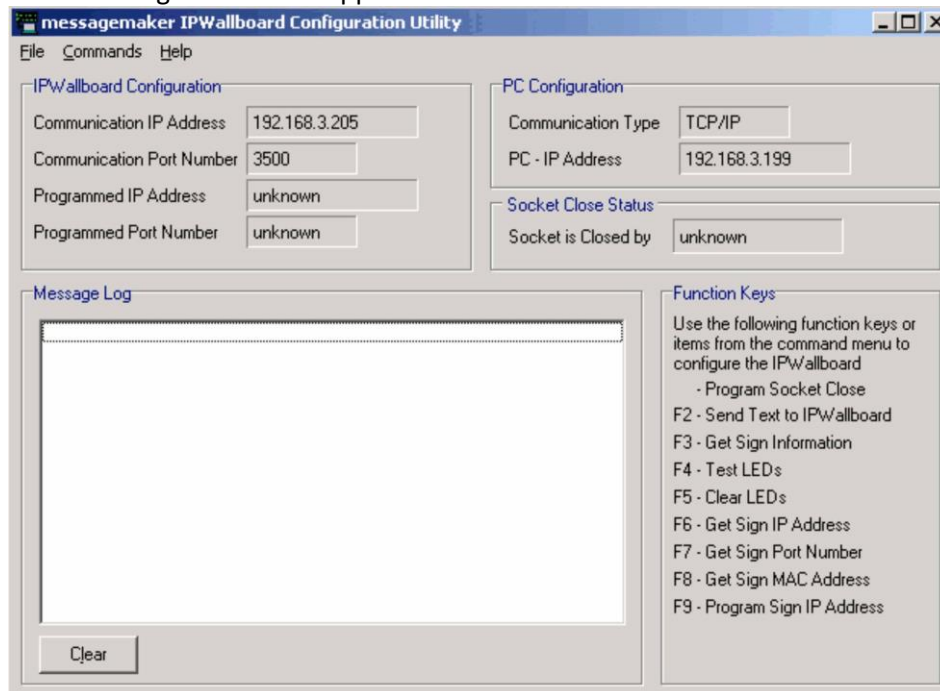 messagemaker IPWallboard Configuration Utility
File Commands Help
IPWallboard Configuration
Communication IP Address 192.168.3.205
Communication Port Number 3500
Programmed IP Address unknown
Programmed Port Number unknown
PC Configuration
Communication Type TCP/IP
PC - IP Address 192.168.3.199
Socket Close Status
Socket is Closed by unknown
Message Log
Clear
Function Keys
Use the following function keys or
items from the command menu to
configure the IPWallboard
- Program Socket Close
F2 - Send Text to IPWallboard
F3 - Get Sign Information
F4 - Test LEDs
F5 - Clear LEDs
F6 - Get Sign IP Address
F7 - Get Sign Port Number
F8 - Get Sign MAC Address
F9 - Program Sign IP Address